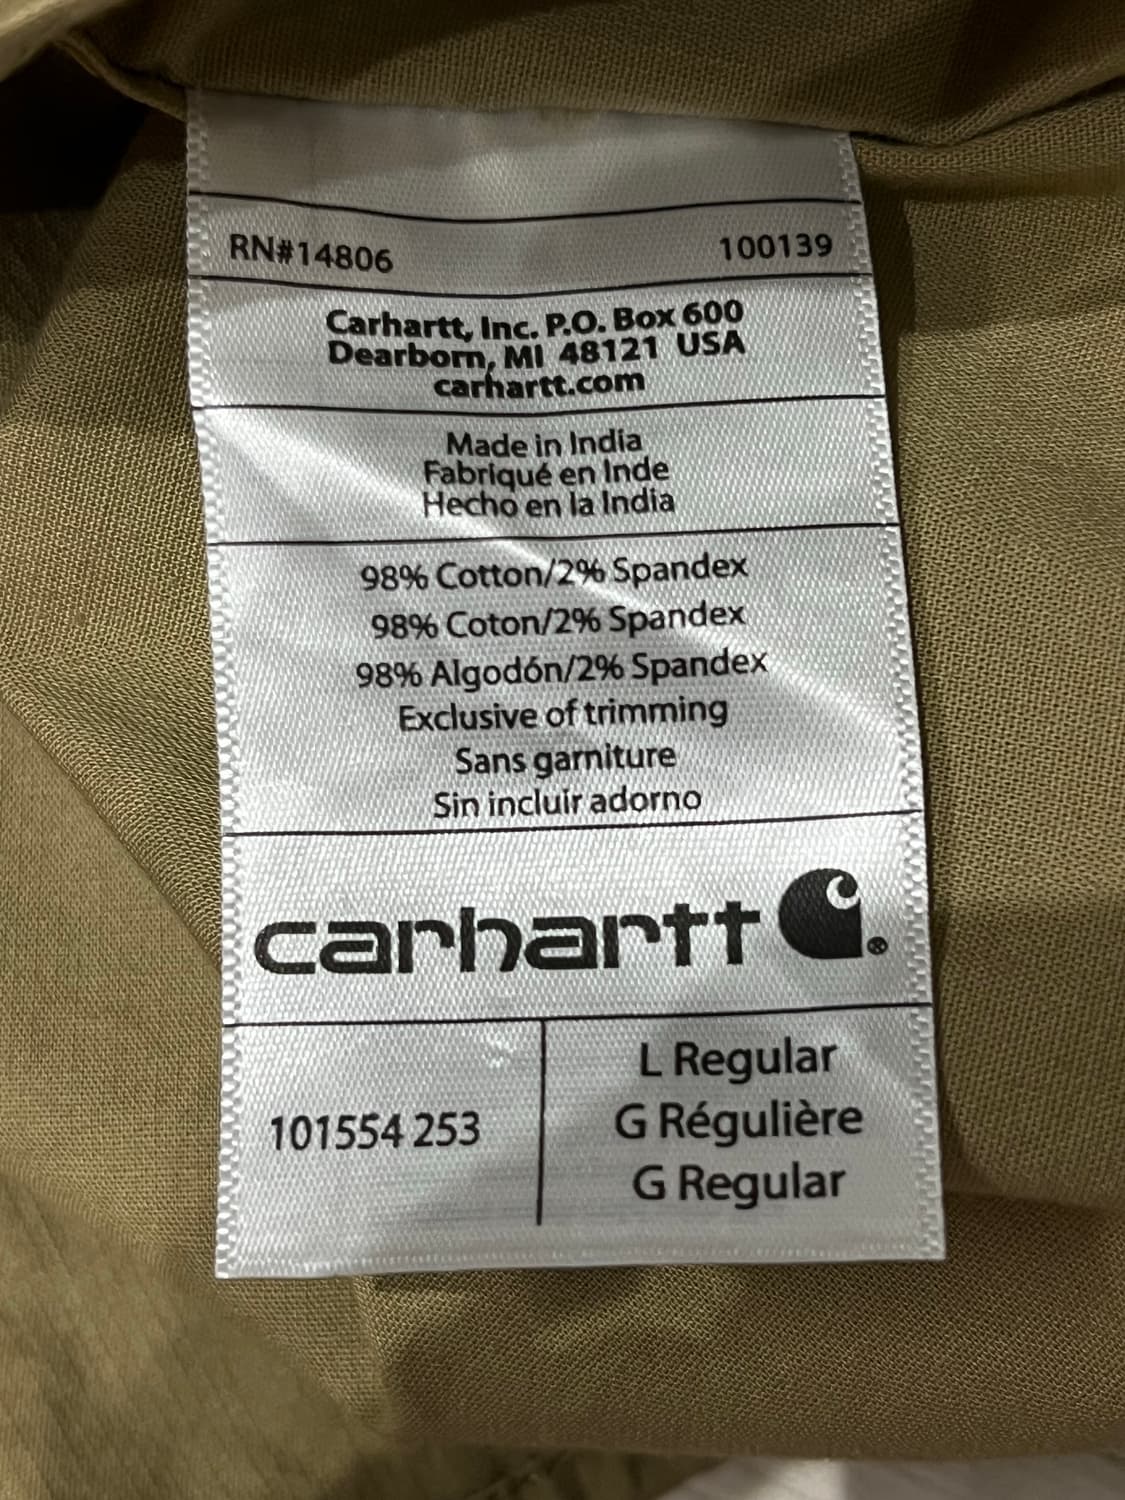 RN#14806 100139
Carhartt, Inc. P.O. Box 600
Dearborn, MI 48121 USA
carhartt.com
Made in India
Fabriqué en Inde
Hecho en la India
98% Cotton/2% Spandex
98% Coton/2% Spandex
98% Algodón/2% Spandex
Exclusive of trimming
Sans garniture
Sin incluir adorno
carhartt ®
L Regular
101554 253 G Régulière
G Regular